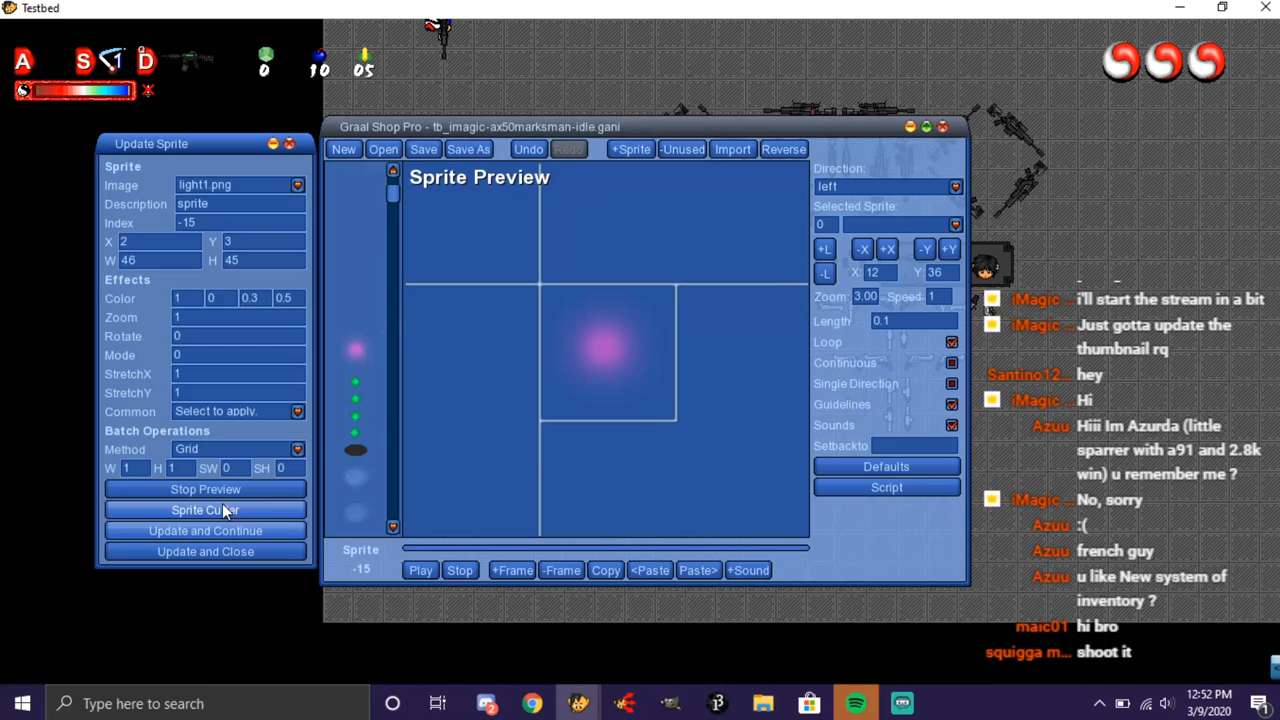 Testbed
A S D
0 10 05
Update Sprite
Sprite
Image light1.png
Description sprite
Index -15
X 2 Y 3
W 46 H 45
Effects
Color 1 0 0.3 0.5
Zoom 1
Rotate 0
Mode 0
StretchX 1
StretchY 1
Common Select to apply.
Batch Operations
Method Grid
W 1 H 1 SW 0 SH 0
Stop Preview
Sprite
Update and Continue
Update and Close
Graal Shop Pro - tb_imagic-ax50marksman-idle.gani
New Open Save Save As Undo Redo +Sprite -Unused Import Reverse
Sprite Preview
Sprite
-15
Play Stop +Frame -Frame Copy <Paste Paste> +Sound
Direction:
left
Selected Sprite:
0
+L -X +X -Y +Y
-L X: 12 Y: 36
Zoom: 3.00 Speed 1
Length 0.1
Loop
Continuous
Single Direction
Guidelines
Sounds
Setbackto
Defaults
Script
iMagic ... i'll start the stream in a bit
iMagic ... Just gotta update the
thumbnail rq
Santino12... hey
iMagic ... Hi
Azuu Hiii Im Azurda (little
sparrer with a91 and 2.8k
win) u remember me ?
iMagic ... No, sorry
Azuu :(
Azuu french guy
Azuu u like New system of
inventory ?
maic01 hi bro
squigga m... shoot it
Type here to search
12:52 PM
3/9/2020